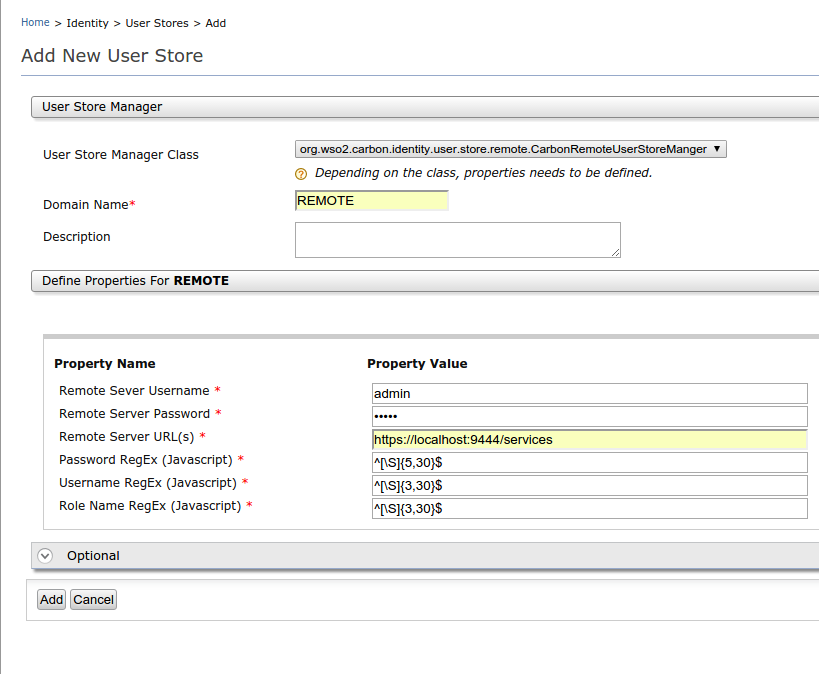 Home > Identity > User Stores > Add
Add New User Store
User Store Manager
User Store Manager Class org.wso2.carbon.identity.user.store.remote.CarbonRemoteUserStoreManger ▼
? Depending on the class, properties needs to be defined.
Domain Name* REMOTE
Description
Define Properties For REMOTE
Property Name Property Value
Remote Sever Username * admin
Remote Server Password * •••••
Remote Server URL(s) * https://localhost:9444/services
Password RegEx (Javascript) * ^[\S]{5,30}$
Username RegEx (Javascript) * ^[\S]{3,30}$
Role Name RegEx (Javascript) * ^[\S]{3,30}$
Optional
Add Cancel